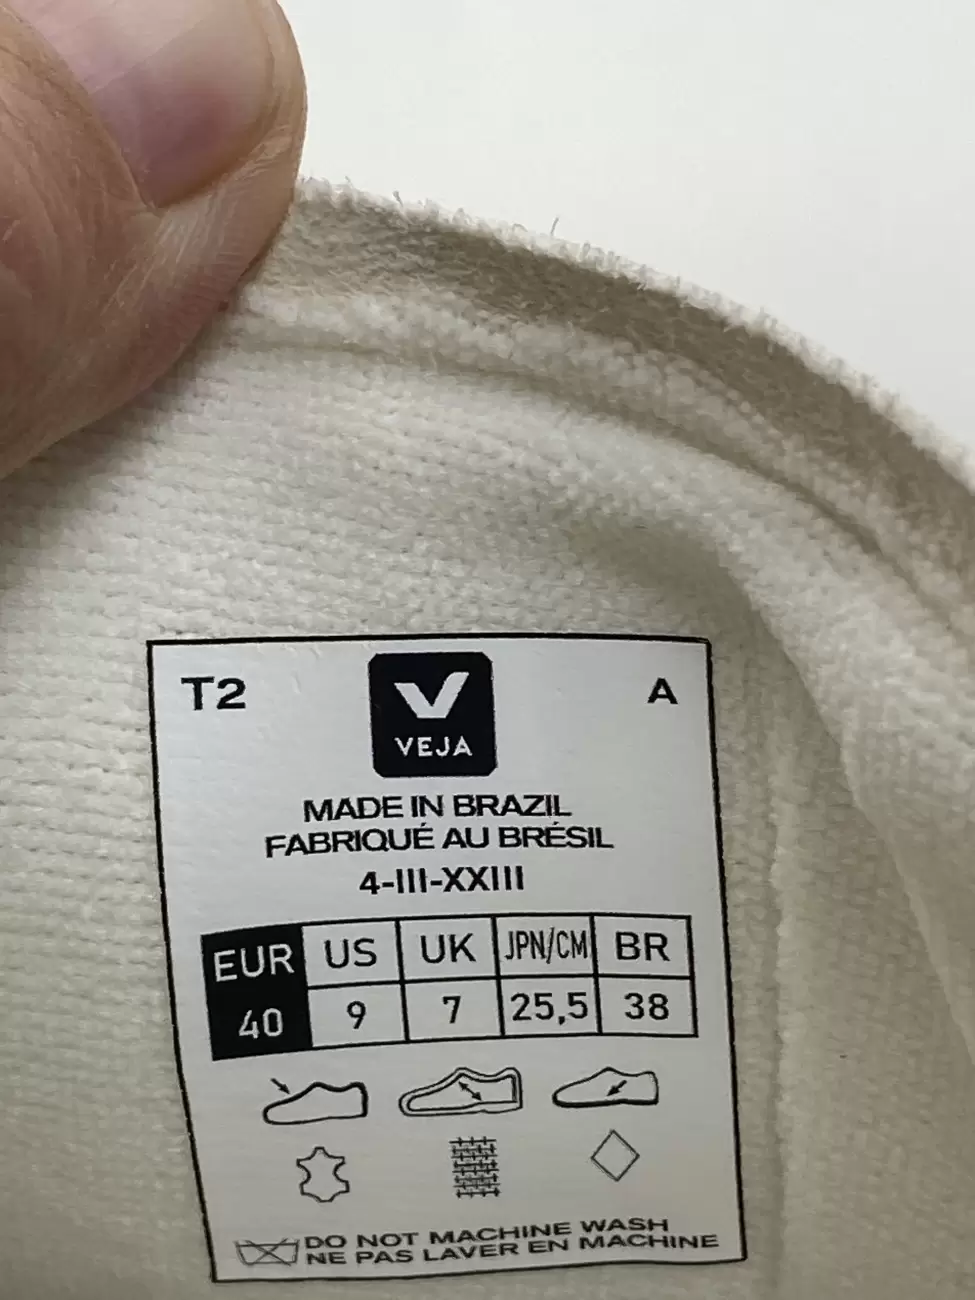 T2 A
VEJA
MADE IN BRAZIL
FABRIQUÉ AU BRÉSIL
4-III-XXIII
EUR US UK JPN/CM BR
40 9 7 25,5 38
DO NOT MACHINE WASH
NE PAS LAVER EN MACHINE